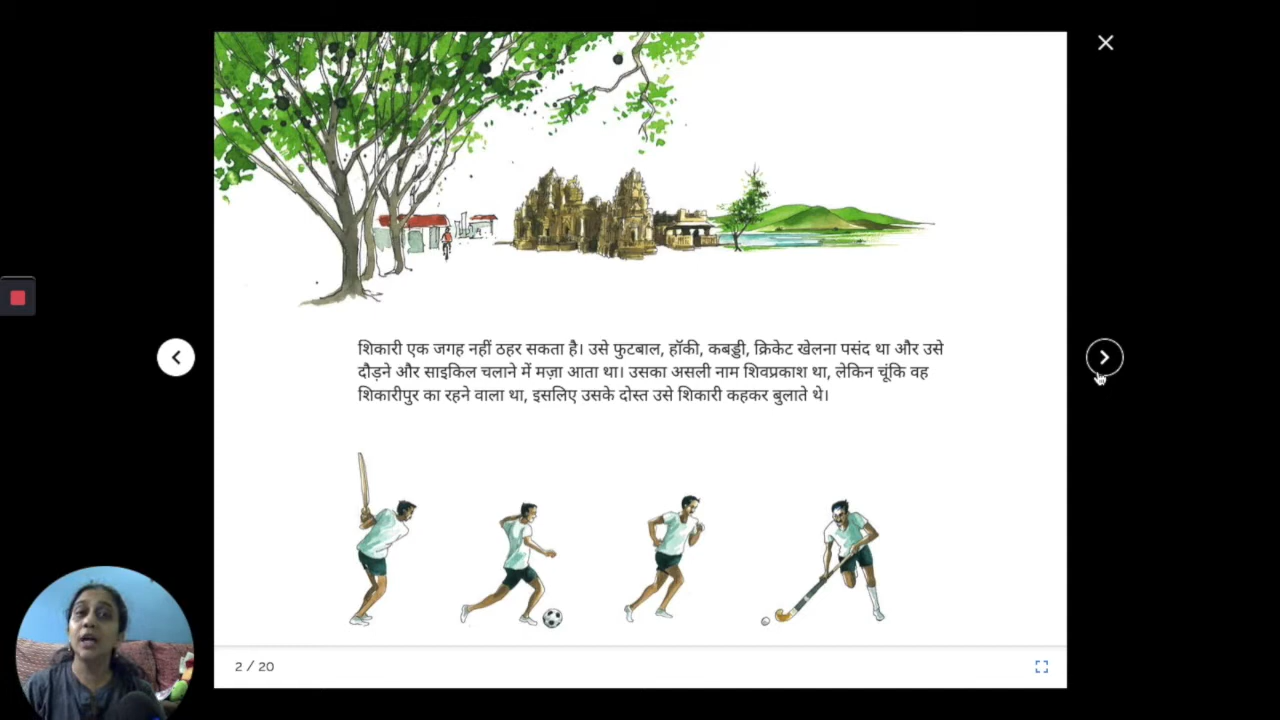 शिकारी एक जगह नहीं ठहर सकता है। उसे फुटबाल, हॉकी, कबड्डी, क्रिकेट खेलना पसंद था और उसे
दौड़ने और साइकिल चलाने में मज़ा आता था। उसका असली नाम शिवप्रकाश था, लेकिन चूंकि वह
शिकारीपुर का रहने वाला था, इसलिए उसके दोस्त उसे शिकारी कहकर बुलाते थे।
2 / 20